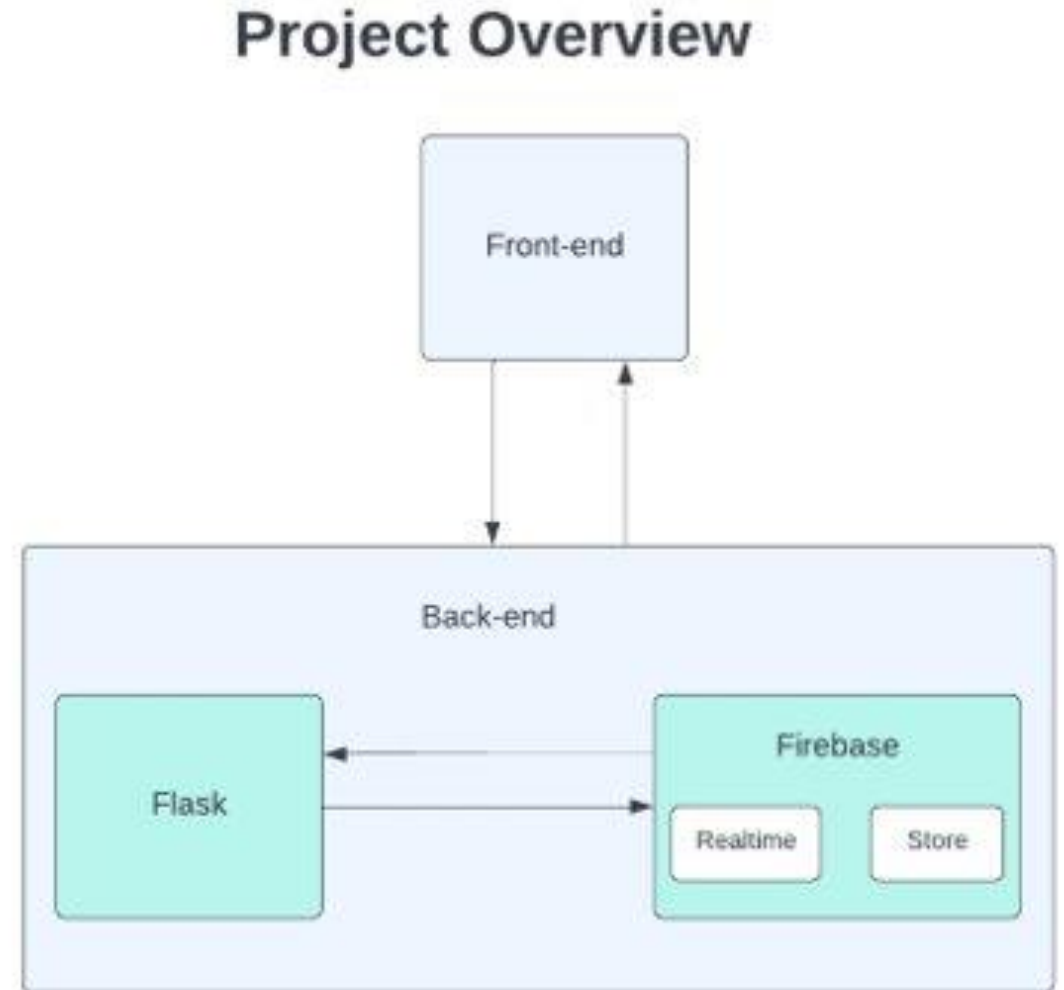 Project Overview
Front-end
Back-end
Flask
Firebase
Realtime
Store